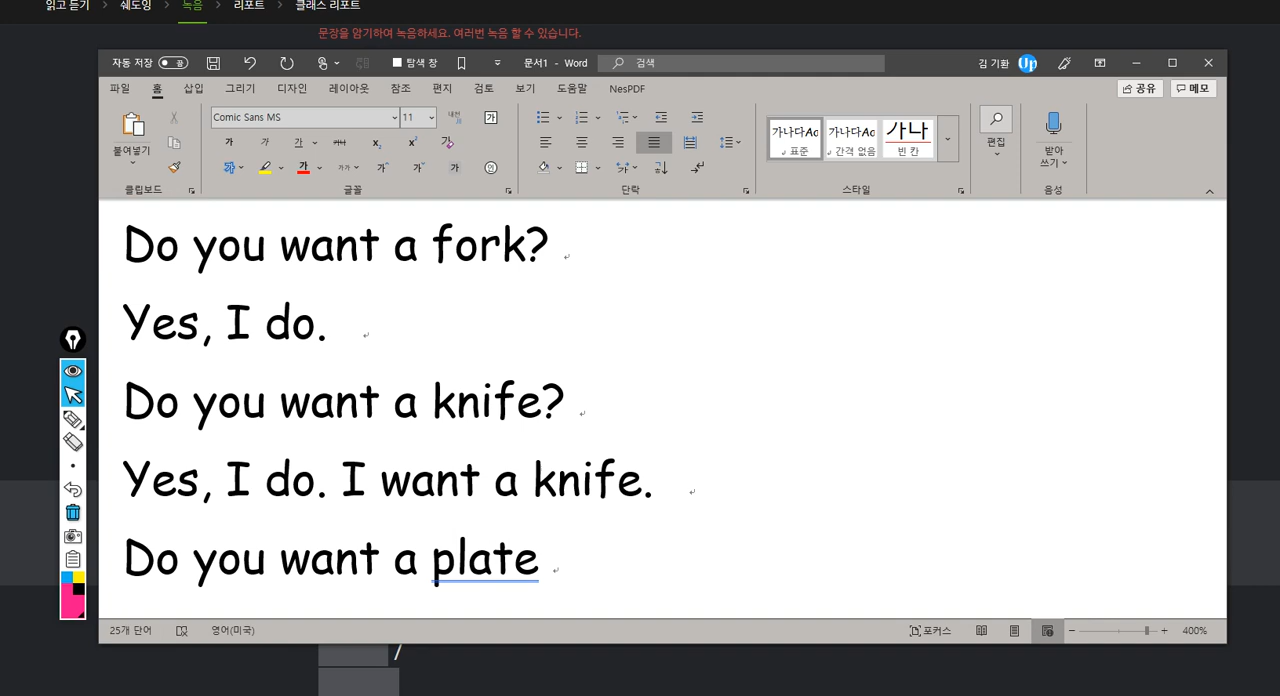 읽고 듣기 > 쉐도잉 > 녹음 > 리포트 > 클래스 리포트
문장을 암기하여 녹음하세요. 여러번 녹음 할 수 있습니다.
자동 저장 끔 탐색 창 문서1 - Word 검색 김 기환 Up
파일 홈 삽입 그리기 디자인 레이아웃 참조 편지 검토 보기 도움말 NesPDF 공유 메모
Comic Sans MS 11
붙여넣기 가나다Aa 가나다Aa 가나 편집 받아쓰기
표준 간격 없음 빈 칸
클립보드 글꼴 단락 스타일 음성
Do you want a fork?
Yes, I do.
Do you want a knife?
Yes, I do. I want a knife.
Do you want a plate
25개 단어 영어(미국) 포커스 400%
/